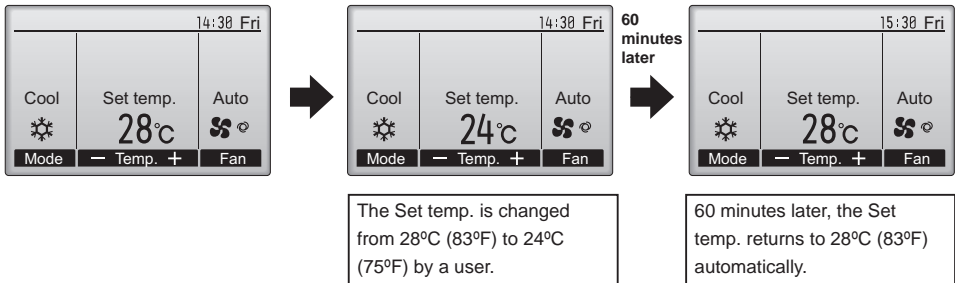 14:30 Fri
Cool
Set temp.
Auto
28°C
Mode
— Temp. +
Fan
14:30 Fri
Cool
Set temp.
Auto
24°C
Mode
— Temp. +
Fan
The Set temp. is changed
from 28ºC (83ºF) to 24ºC
(75ºF) by a user.
60
minutes
later
15:30 Fri
Cool
Set temp.
Auto
28°C
Mode
— Temp. +
Fan
60 minutes later, the Set
temp. returns to 28ºC (83ºF)
automatically.